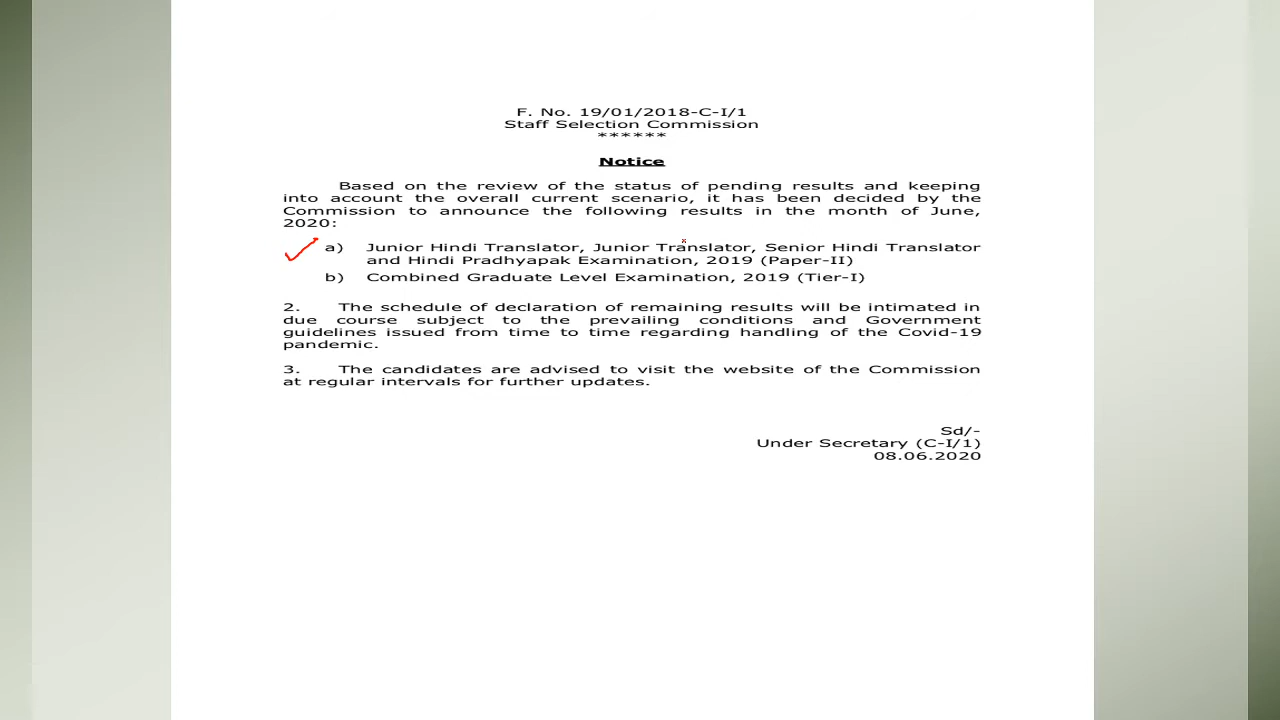 F. No. 19/01/2018-C-I/1
Staff Selection Commission
******
Notice
Based on the review of the status of pending results and keeping
into account the overall current scenario, it has been decided by the
Commission to announce the following results in the month of June,
2020:
a) Junior Hindi Translator, Junior Translator, Senior Hindi Translator
and Hindi Pradhyapak Examination, 2019 (Paper-II)
b) Combined Graduate Level Examination, 2019 (Tier-I)
2. The schedule of declaration of remaining results will be intimated in
due course subject to the prevailing conditions and Government
guidelines issued from time to time regarding handling of the Covid-19
pandemic.
3. The candidates are advised to visit the website of the Commission
at regular intervals for further updates.
Sd/-
Under Secretary (C-I/1)
08.06.2020